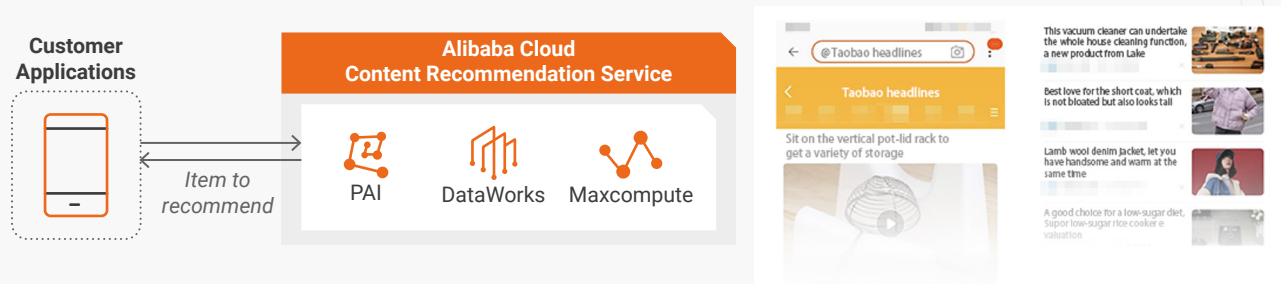 Customer
Applications
Item to
recommend
Alibaba Cloud
Content Recommendation Service
PAI
DataWorks
Maxcompute
@Taobao headlines
Taobao headlines
Sit on the vertical pot-lid rack to
get a variety of storage
This vacuum cleaner can undertake
the whole house cleaning function,
a new product from Lake
Best love for the short coat, which
is not bloated but also looks tall
Lamb wool denim jacket, let you
have handsome and warm at the
same time
A good choice for a low-sugar diet,
Supor low-sugar rice cooker e
valuation